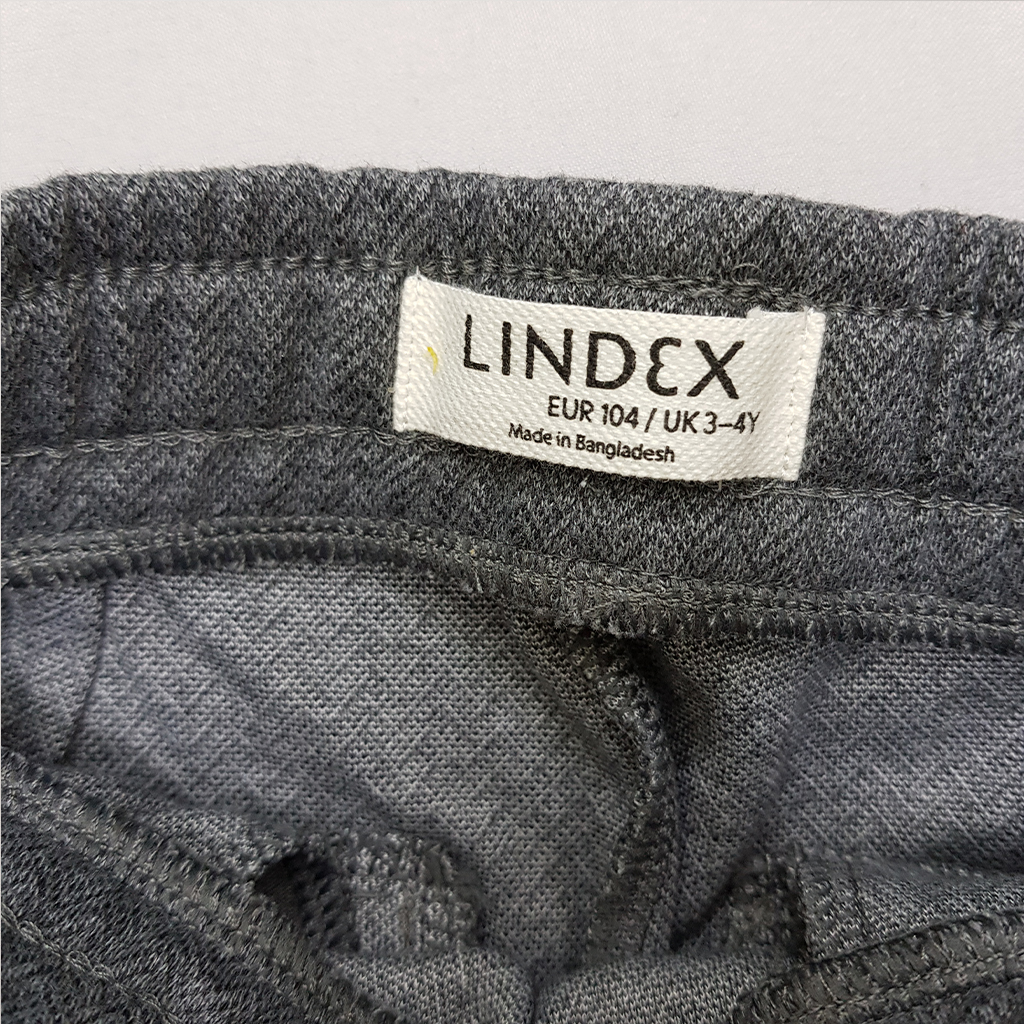 LINDEX
EUR 104 / UK 3-4Y
Made in Bangladesh